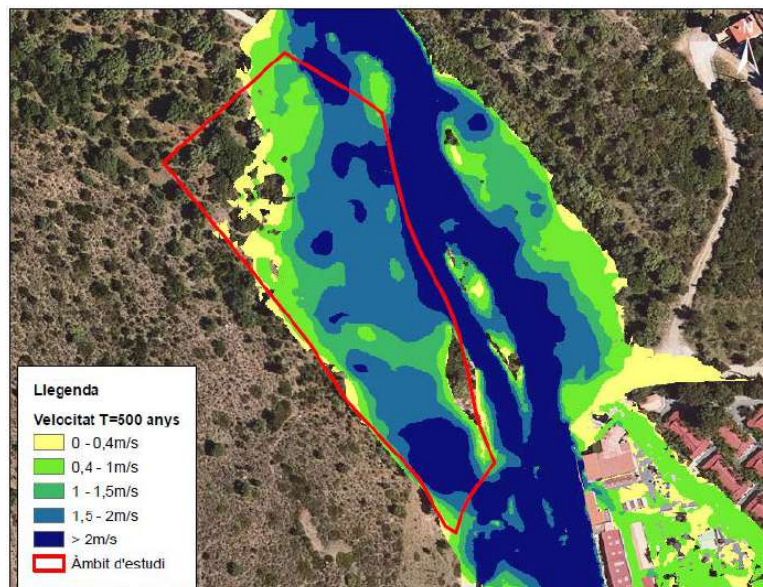 Llegenda
Velocitat T=500 anys
0 - 0,4m/s
0,4 - 1m/s
1 - 1,5m/s
1,5 - 2m/s
> 2m/s
Àmbit d'estudi